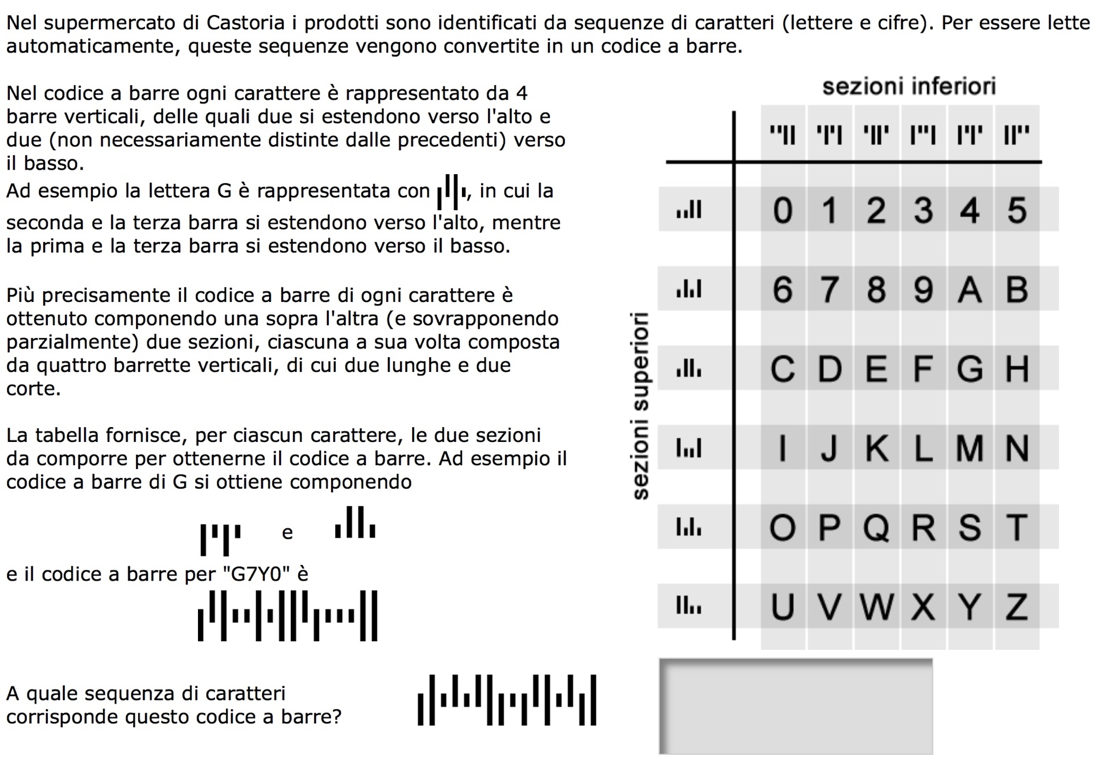 Nel supermercato di Castoria i prodotti sono identificati da sequenze di caratteri (lettere e cifre). Per essere lette
automaticamente, queste sequenze vengono convertite in un codice a barre.
Nel codice a barre ogni carattere è rappresentato da 4
barre verticali, delle quali due si estendono verso l'alto e
due (non necessariamente distinte dalle precedenti) verso
il basso.
Ad esempio la lettera G è rappresentata con , in cui la
seconda e la terza barra si estendono verso l'alto, mentre
la prima e la terza barra si estendono verso il basso.
Più precisamente il codice a barre di ogni carattere è
ottenuto componendo una sopra l'altra (e sovrapponendo
parzialmente) due sezioni, ciascuna a sua volta composta
da quattro barrette verticali, di cui due lunghe e due
corte.
La tabella fornisce, per ciascun carattere, le due sezioni
da comporre per ottenerne il codice a barre. Ad esempio il
codice a barre di G si ottiene componendo
e
e il codice a barre per "G7Y0" è
A quale sequenza di caratteri
corrisponde questo codice a barre?
sezioni inferiori
sezioni superiori
0 1 2 3 4 5
6 7 8 9 A B
C D E F G H
I J K L M N
O P Q R S T
U V W X Y Z